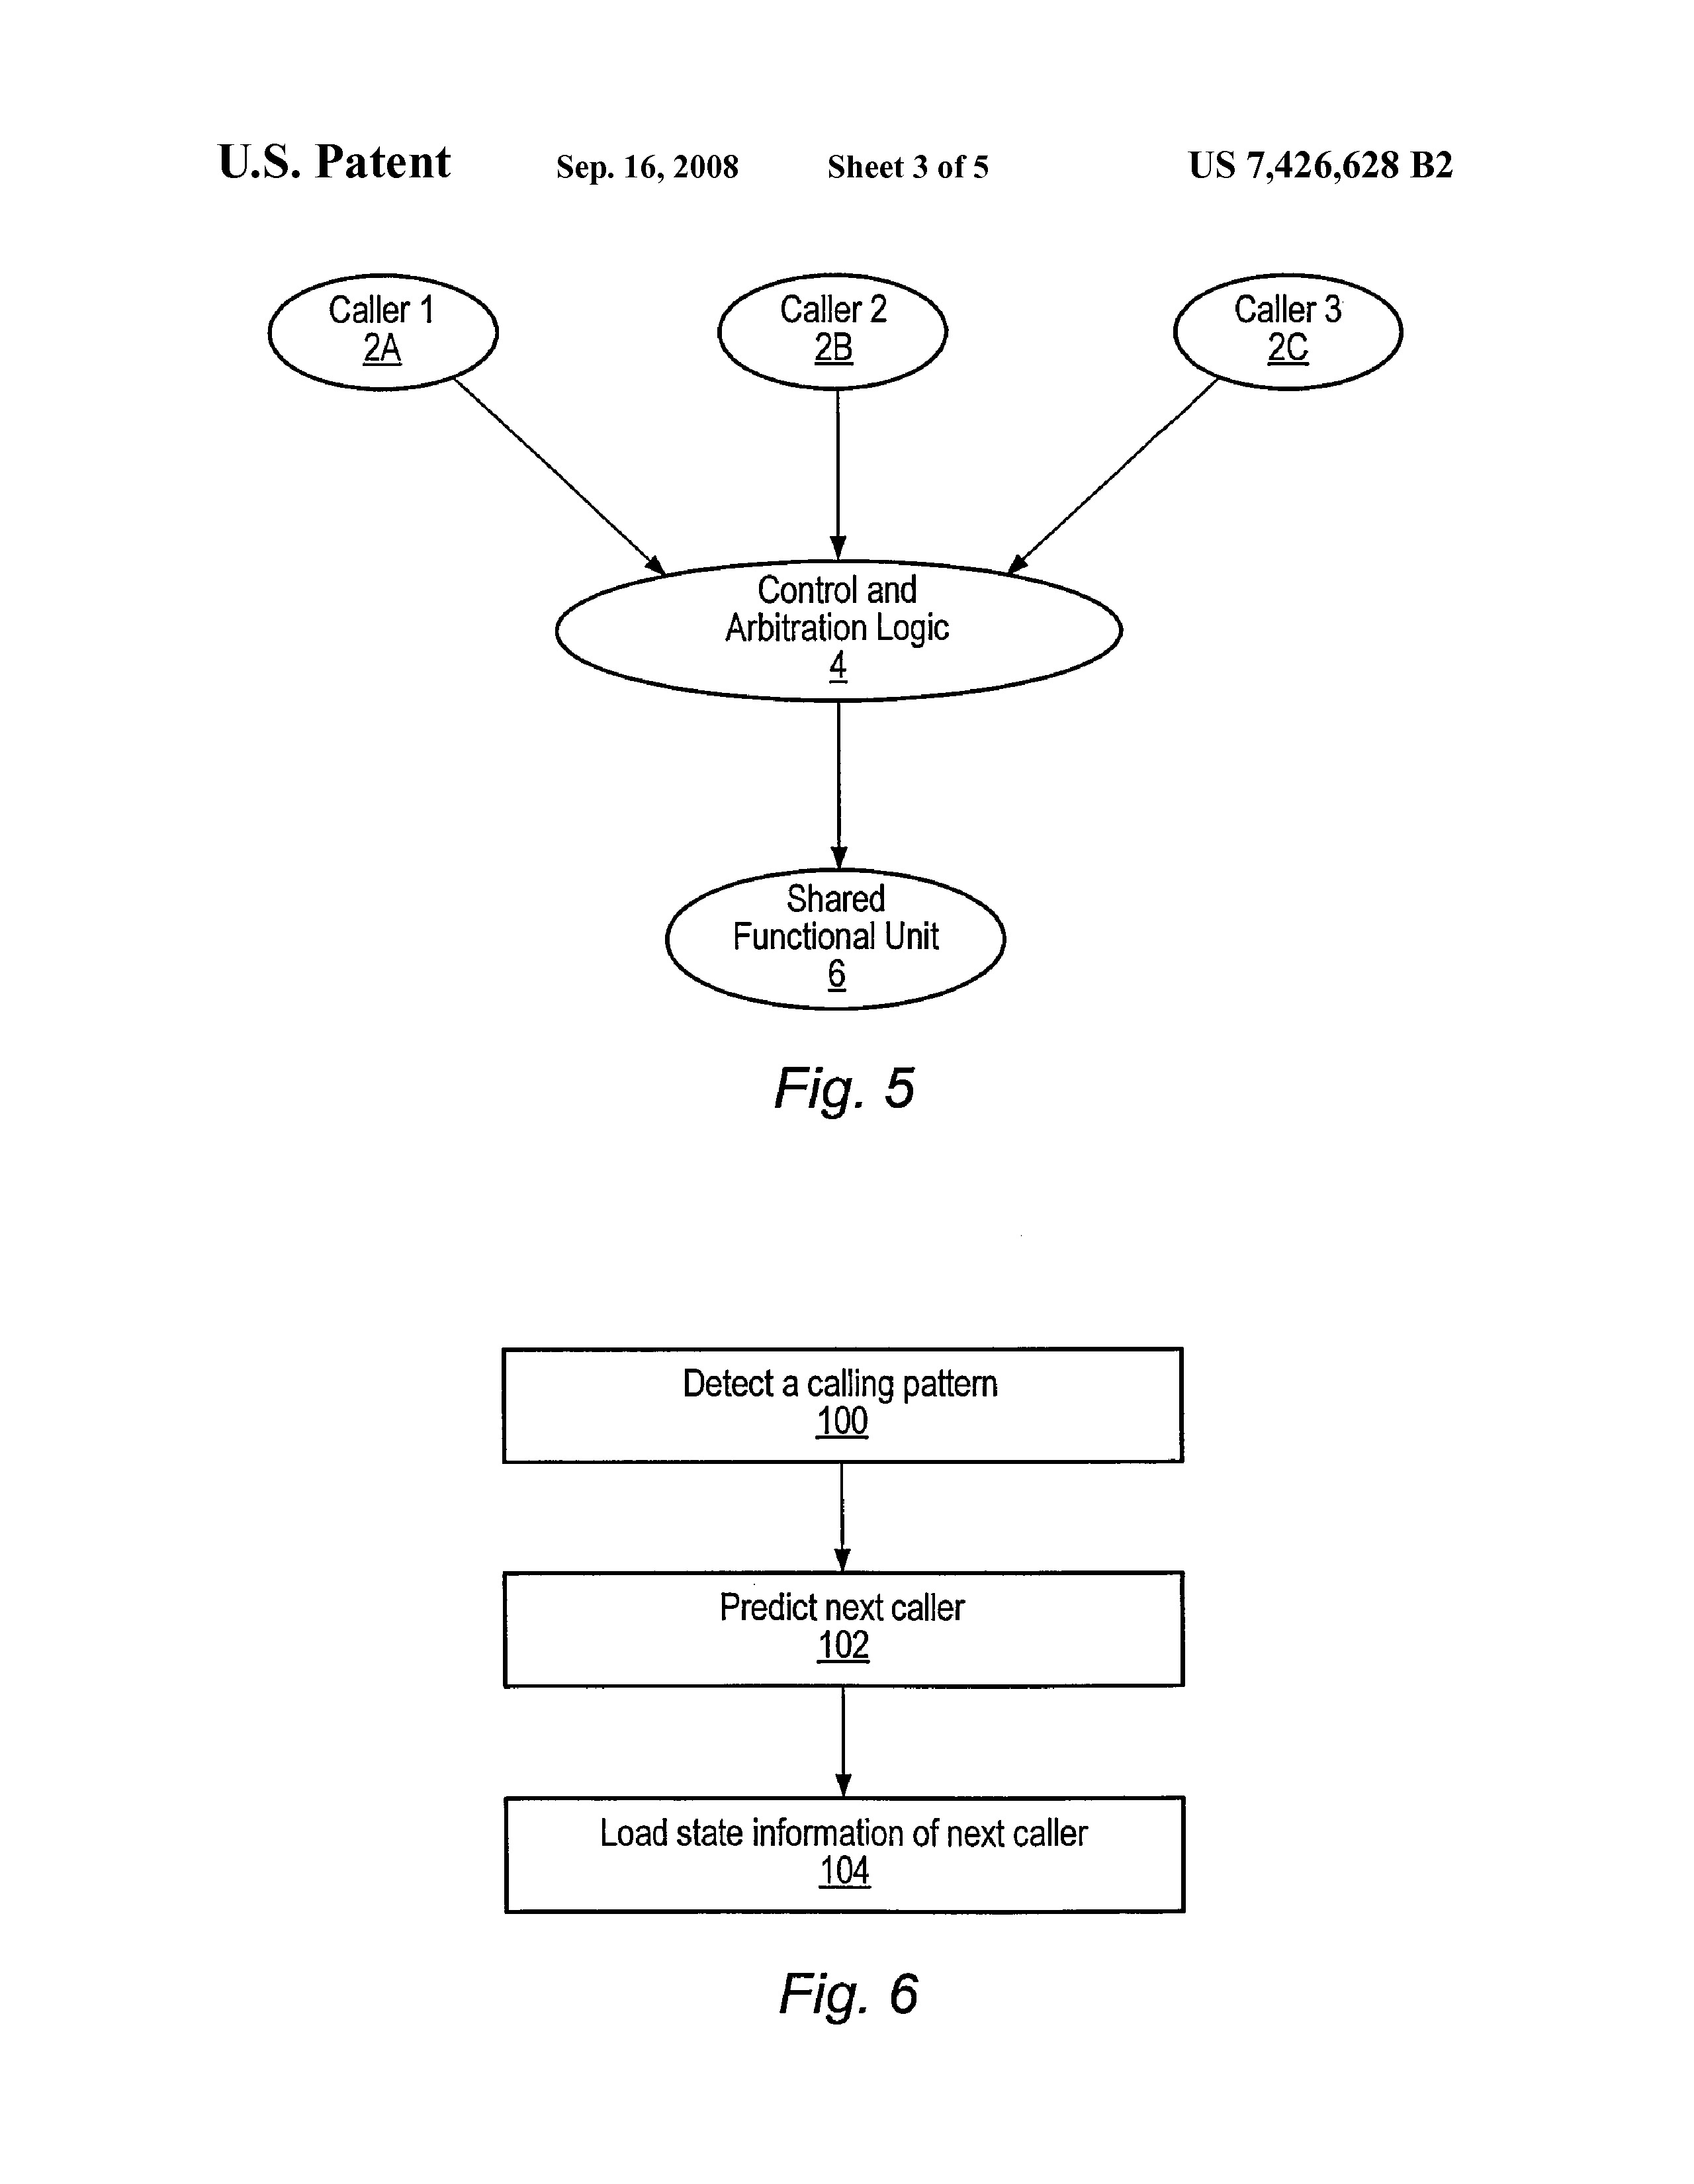 U.S. Patent Sep. 16, 2008 Sheet 3 of 5 US 7,426,628 B2
Caller 1
2A
Caller 2
2B
Caller 3
2C
Control and
Arbitration Logic
4
Shared
Functional Unit
6
Fig. 5
Detect a calling pattern
100
Predict next caller
102
Load state information of next caller
104
Fig. 6